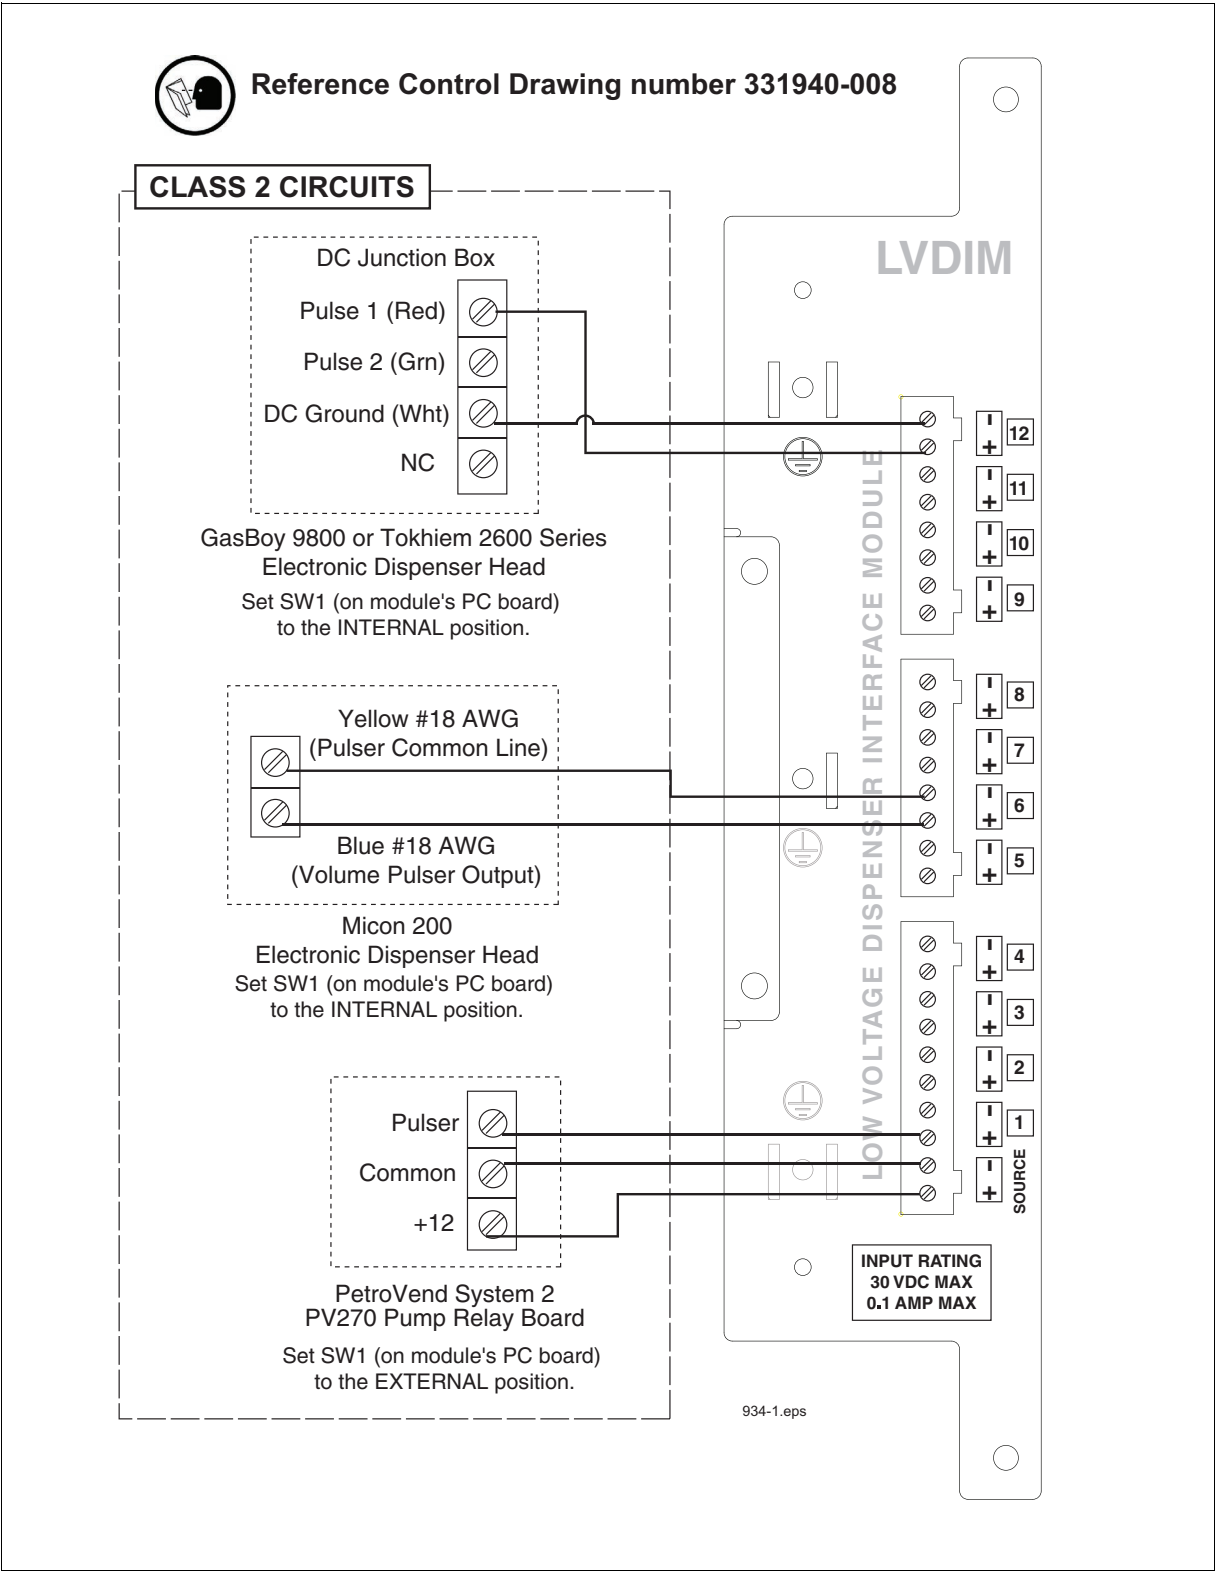 Reference Control Drawing number 331940-008
CLASS 2 CIRCUITS
LVDIM
DC Junction Box
Pulse 1 (Red)
Pulse 2 (Grn)
DC Ground (Wht)
NC
GasBoy 9800 or Tokhiem 2600 Series
Electronic Dispenser Head
Set SW1 (on module's PC board)
to the INTERNAL position.
Yellow #18 AWG
(Pulser Common Line)
Blue #18 AWG
(Volume Pulser Output)
Micon 200
Electronic Dispenser Head
Set SW1 (on module's PC board)
to the INTERNAL position.
Pulser
Common
+12
PetroVend System 2
PV270 Pump Relay Board
Set SW1 (on module's PC board)
to the EXTERNAL position.
LOW VOLTAGE DISPENSER INTERFACE MODULE
- + 12
- + 11
- + 10
- + 9
- + 8
- + 7
- + 6
- + 5
- + 4
- + 3
- + 2
- + 1
- + SOURCE
INPUT RATING
30 VDC MAX
0.1 AMP MAX
934-1.eps